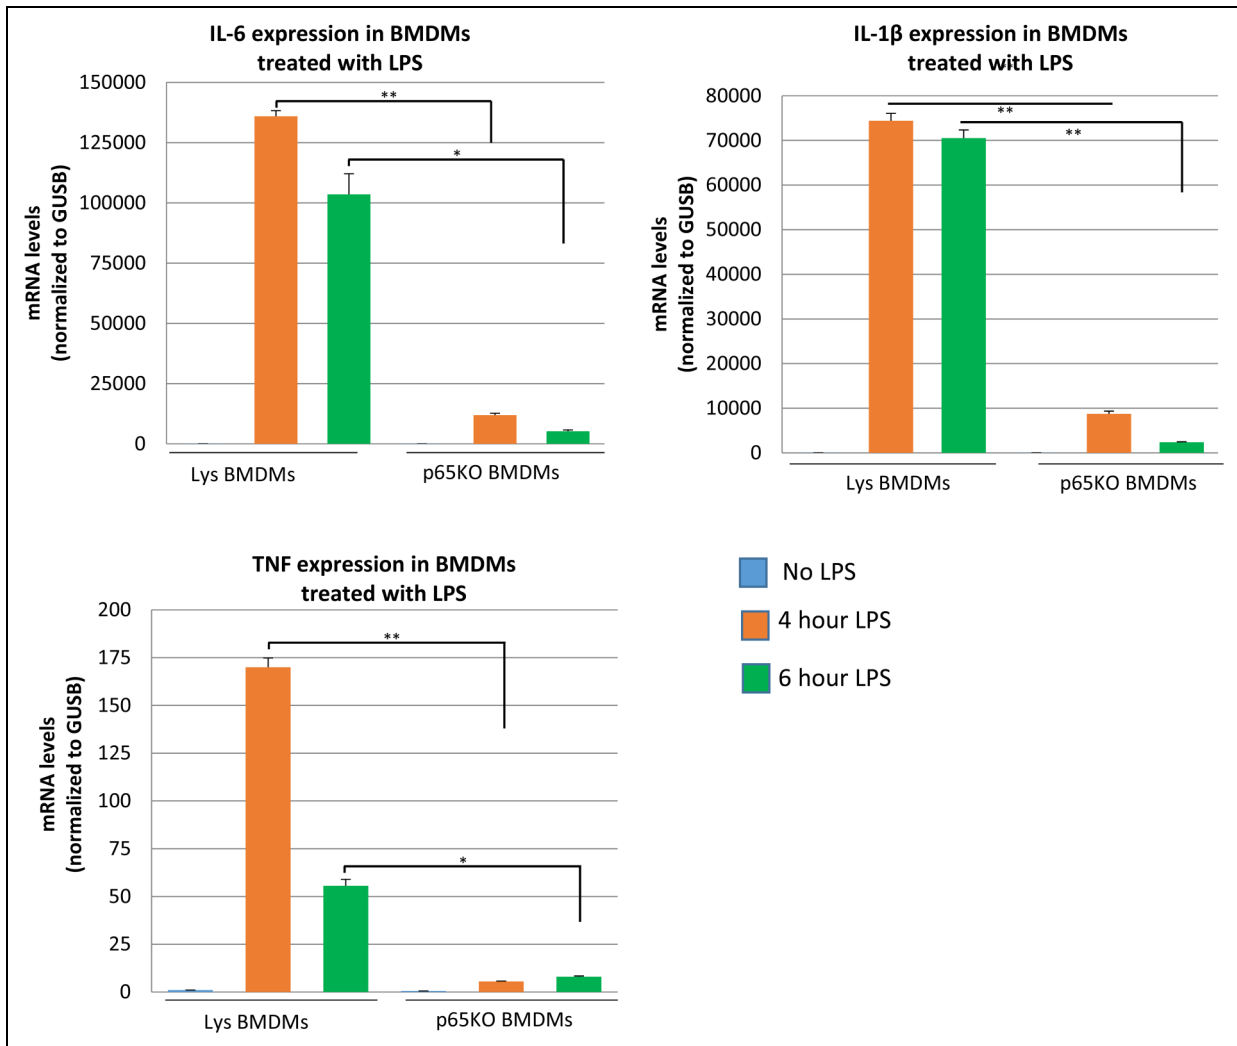 IL-6 expression in BMDMs
treated with LPS
mRNA levels
(normalized to GUSB)
150000
125000
100000
75000
50000
25000
0
**
*
Lys BMDMs
p65KO BMDMs
IL-1β expression in BMDMs
treated with LPS
mRNA levels
(normalized to GUSB)
80000
70000
60000
50000
40000
30000
20000
10000
0
**
**
Lys BMDMs
p65KO BMDMs
TNF expression in BMDMs
treated with LPS
mRNA levels
(normalized to GUSB)
200
175
150
125
100
75
50
25
0
**
*
Lys BMDMs
p65KO BMDMs
No LPS
4 hour LPS
6 hour LPS